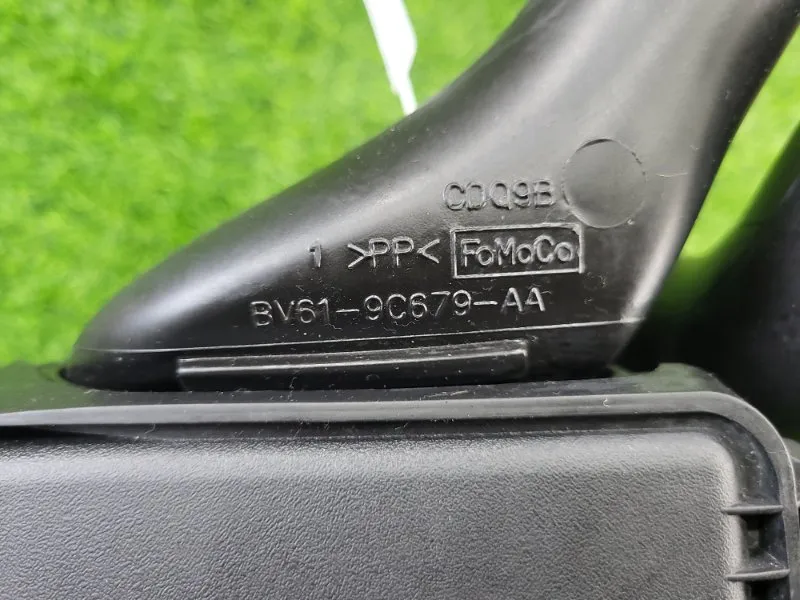 CDQ9B
1 >PP< FoMoCo
BV61-9C679-AA